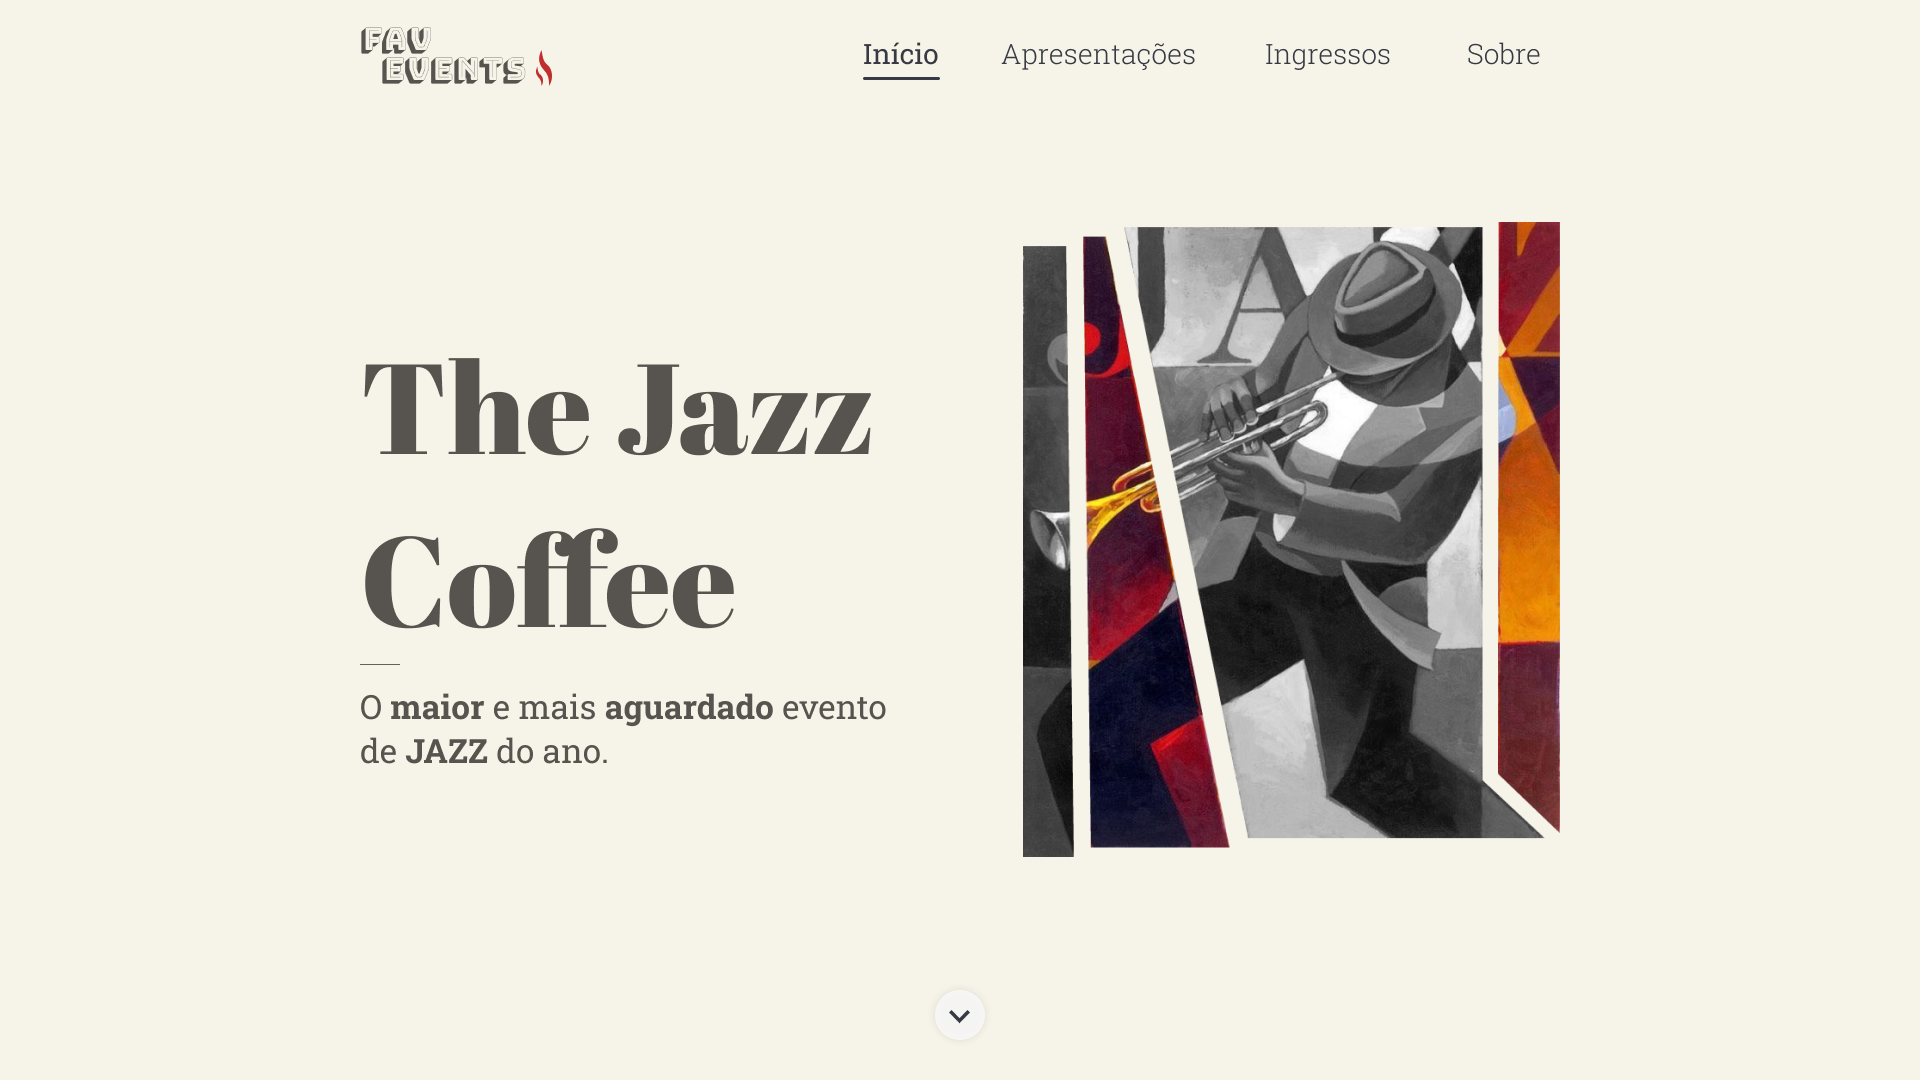 FAV
EVENTS
Início
Apresentações
Ingressos
Sobre
The Jazz
Coffee
O maior e mais aguardado evento
de JAZZ do ano.